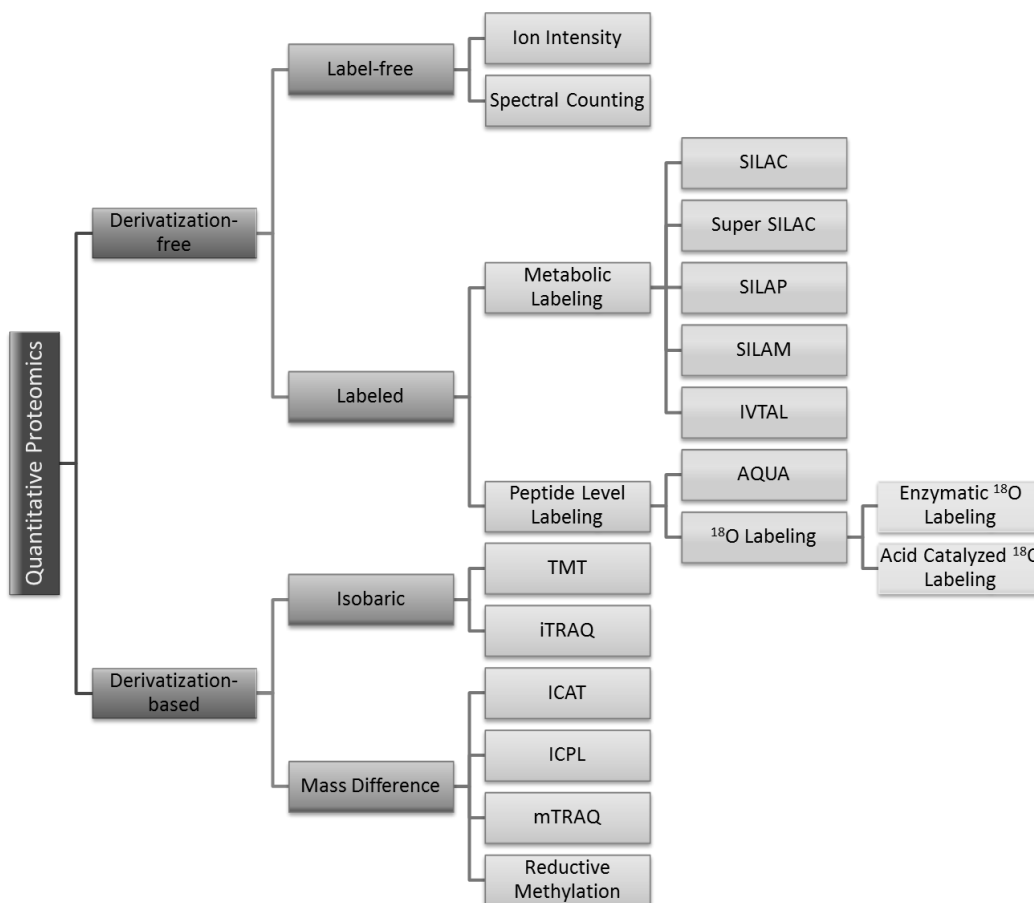 Quantitative Proteomics
Derivatization-
free
Label-free
Ion Intensity
Spectral Counting
Labeled
Metabolic
Labeling
SILAC
Super SILAC
SILAP
SILAM
IVTAL
Peptide Level
Labeling
AQUA
¹⁸O Labeling
Enzymatic ¹⁸O
Labeling
Acid Catalyzed ¹⁸O
Labeling
Derivatization-
based
Isobaric
TMT
iTRAQ
Mass Difference
ICAT
ICPL
mTRAQ
Reductive
Methylation